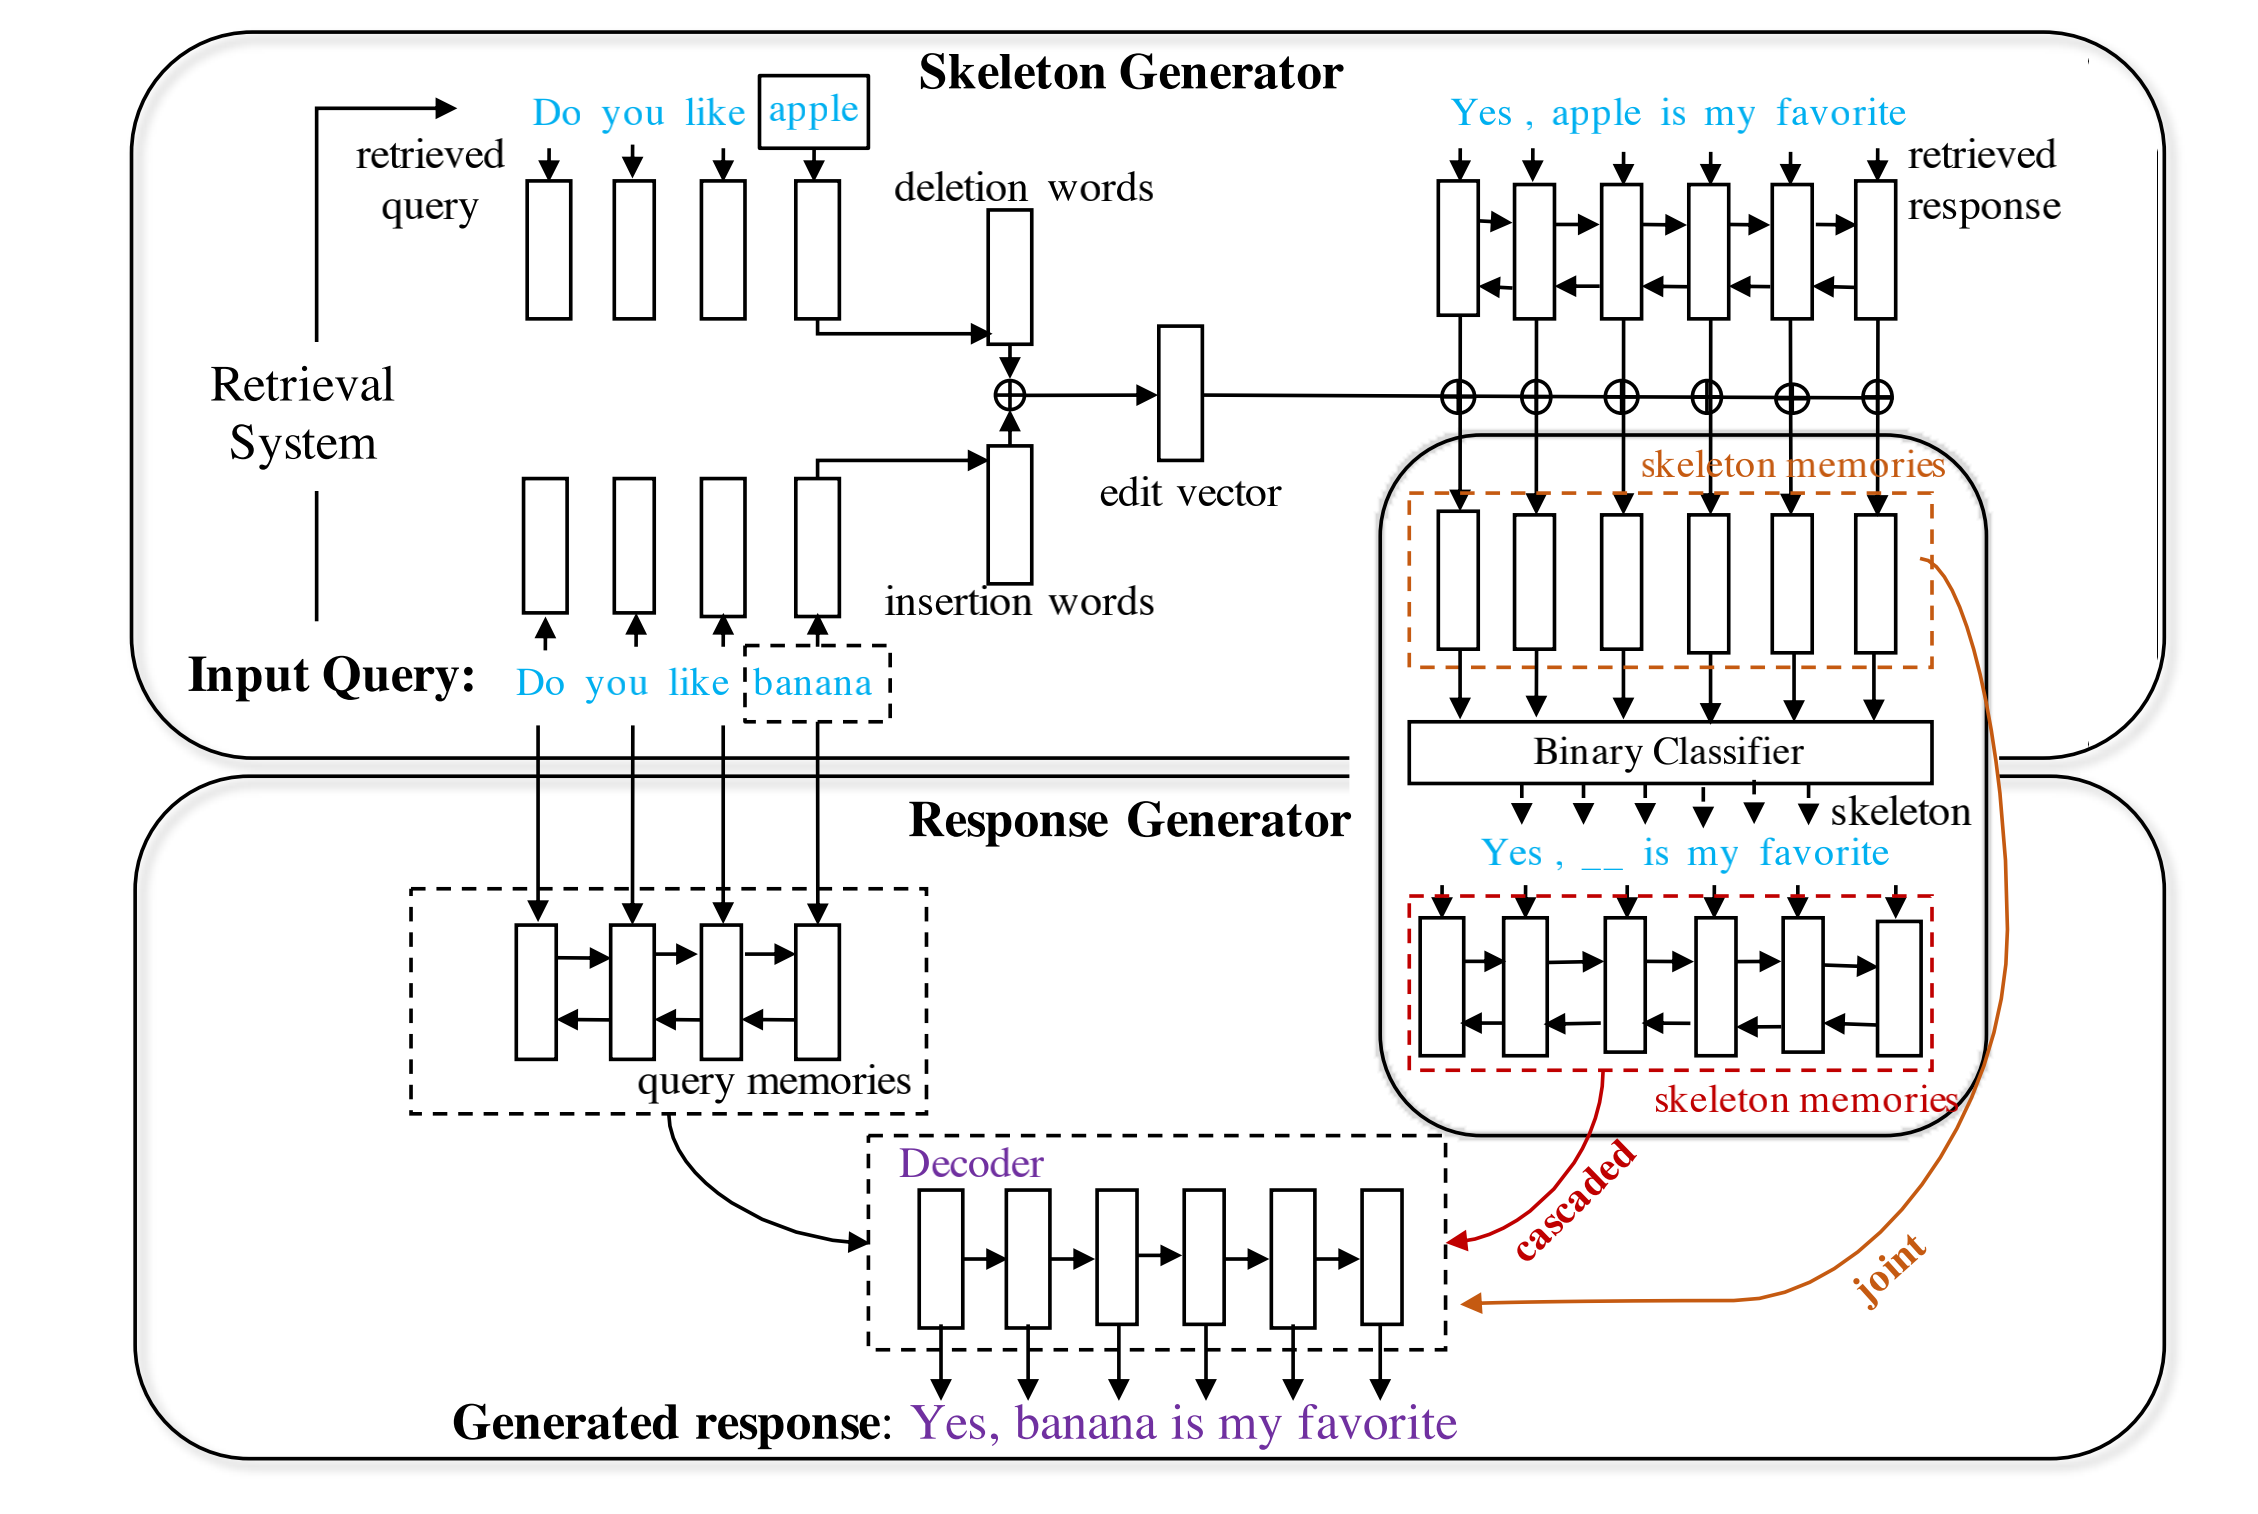 Skeleton Generator
Do you like apple
Yes , apple is my favorite
retrieved
query
retrieved
response
deletion words
Retrieval
System
edit vector
skeleton memories
insertion words
Input Query: Do you like banana
Binary Classifier
skeleton
Response Generator
Yes , __ is my favorite
query memories
skeleton memories
Decoder
cascaded
joint
Generated response: Yes, banana is my favorite